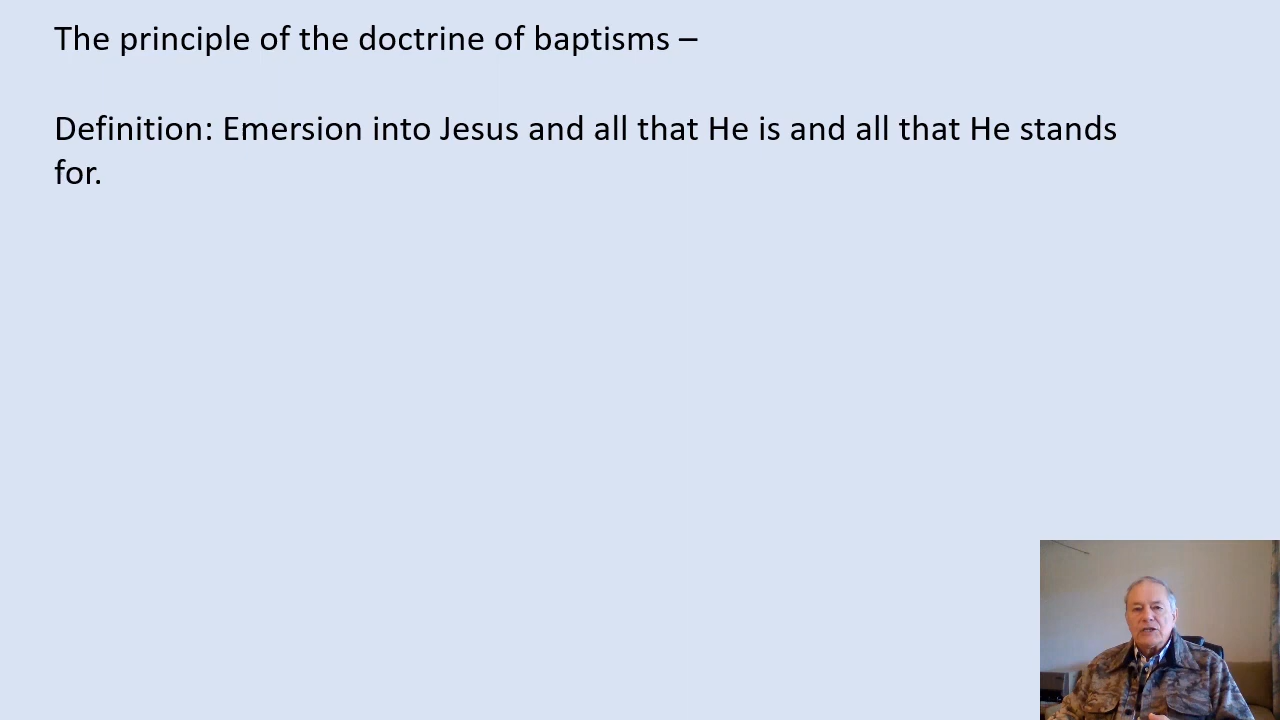 The principle of the doctrine of baptisms –
Definition: Emersion into Jesus and all that He is and all that He stands
for.